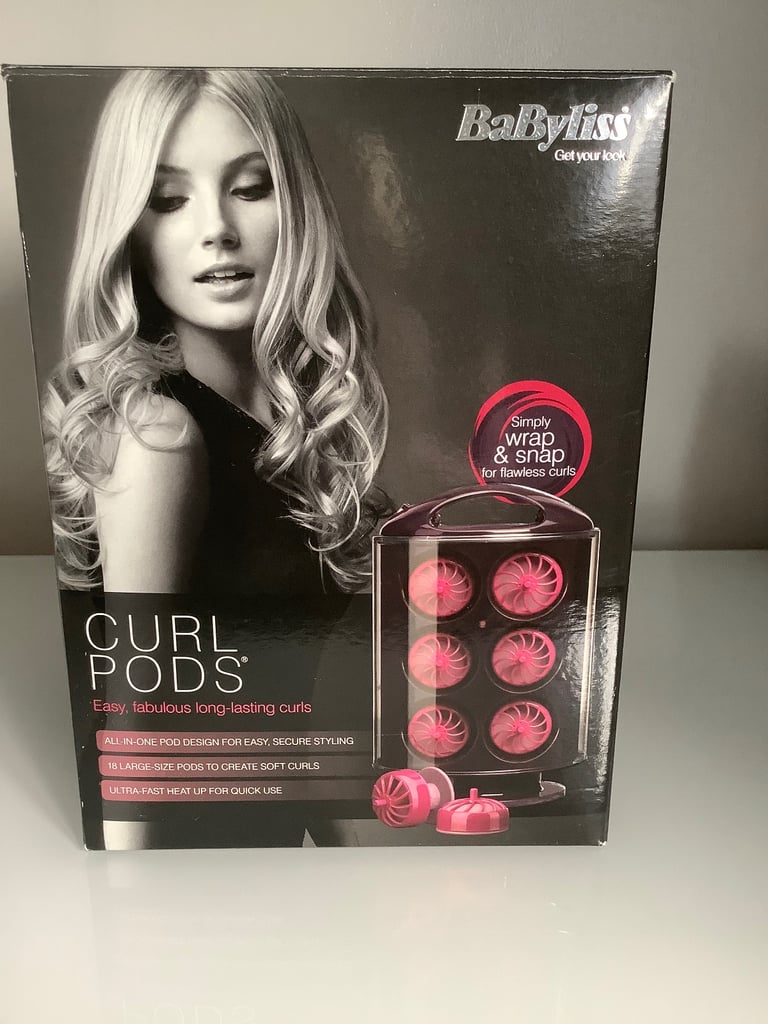 BaByliss
Get your look
Simply
wrap
& snap
for flawless curls
CURL
PODS®
Easy, fabulous long-lasting curls
ALL-IN-ONE POD DESIGN FOR EASY, SECURE STYLING
18 LARGE-SIZE PODS TO CREATE SOFT CURLS
ULTRA-FAST HEAT UP FOR QUICK USE